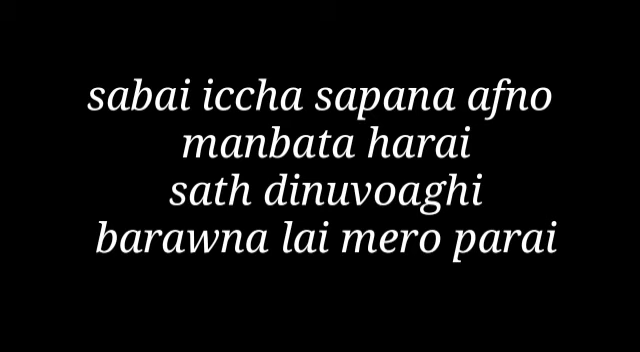 sabai iccha sapana afno
manbata harai
sath dinuvoaghi
barawna lai mero parai